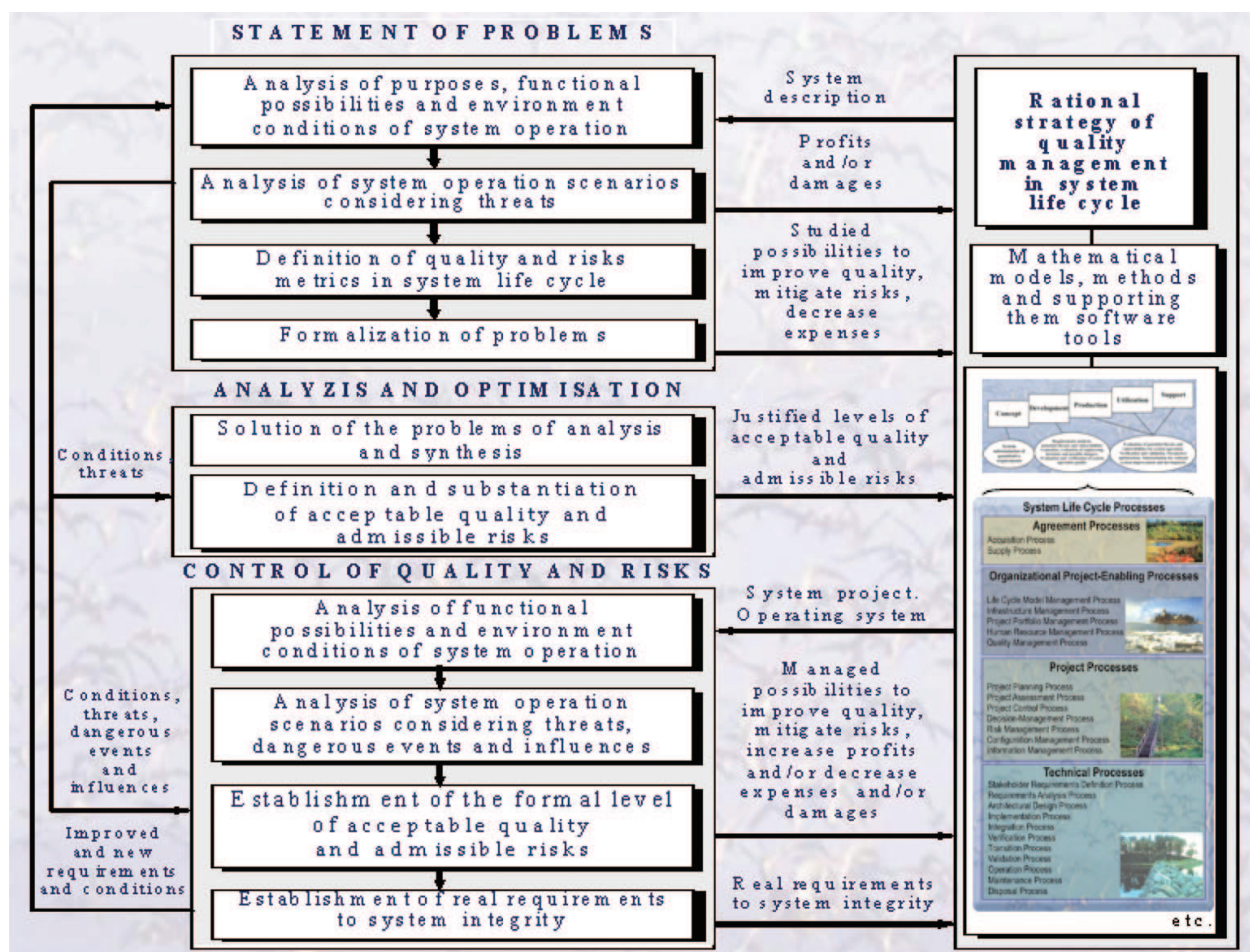 STATEMENT OF PROBLEMS
Analysis of purposes, functional
possibilities and environment
conditions of system operation
Analysis of system operation scenarios
considering threats
Definition of quality and risks
metrics in system life cycle
Formalization of problems
ANALYZIS AND OPTIMISATION
Solution of the problems of analysis
and synthesis
Definition and substantiation
of acceptable quality and
admissible risks
CONTROL OF QUALITY AND RISKS
Analysis of functional
possibilities and environment
conditions of system operation
Analysis of system operation
scenarios considering threats,
dangerous events and influences
Establishment of the formal level
of acceptable quality
and admissible risks
Establishment of real requirements
to system integrity
Conditions,
threats
Conditions,
threats,
dangerous
events
and
influences
Improved
and new
requirements
and conditions
System
description
Profits
and/or
damages
Studied
possibilities to
improve quality,
mitigate risks,
decrease
expenses
Justified levels of
acceptable quality
and
admissible risks
System project.
Operating system
Managed
possibilities to
improve quality,
mitigate risks,
increase profits
and/or decrease
expenses and/or
damages
Real requirements
to system integrity
Rational
strategy of
quality
management
in system
life cycle
Mathematical
models, methods
and supporting
them software
tools
Concept
Development
Production
Utilization
Support
System Life Cycle Processes
Agreement Processes
Acquisition Process
Supply Process
Organizational Project-Enabling Processes
Life Cycle Model Management Process
Infrastructure Management Process
Project Portfolio Management Process
Human Resource Management Process
Quality Management Process
Project Processes
Project Planning Process
Project Assessment Process
Project Control Process
Decision-Management Process
Risk Management Process
Configuration Management Process
Information Management Process
Technical Processes
Stakeholder Requirements Definition Process
Requirements Analysis Process
Architectural Design Process
Implementation Process
Integration Process
Verification Process
Transition Process
Validation Process
Operation Process
Maintenance Process
Disposal Process
etc.